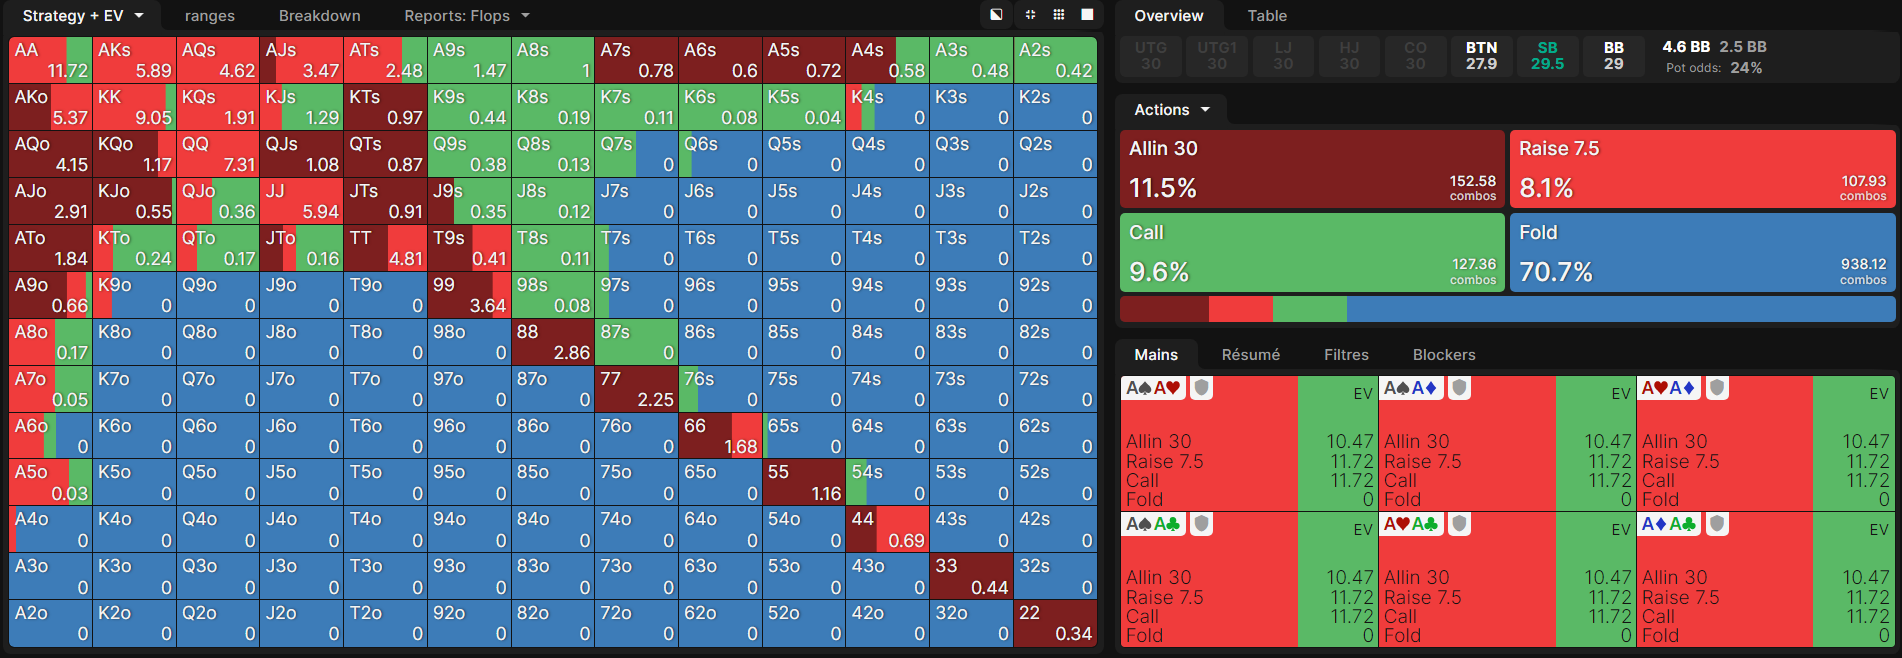 Strategy + EV ranges Breakdown Reports: Flops
AA AKs AQs AJs ATs A9s A8s A7s A6s A5s A4s A3s A2s
11.72 5.89 4.62 3.47 2.48 1.47 1 0.78 0.6 0.72 0.58 0.48 0.42
AKo KK KQs KJs KTs K9s K8s K7s K6s K5s K4s K3s K2s
5.37 9.05 1.91 1.29 0.97 0.44 0.19 0.11 0.08 0.04 0 0 0
AQo KQo QQ QJs QTs Q9s Q8s Q7s Q6s Q5s Q4s Q3s Q2s
4.15 1.17 7.31 1.08 0.87 0.38 0.13 0 0 0 0 0 0
AJo KJo QJo JJ JTs J9s J8s J7s J6s J5s J4s J3s J2s
2.91 0.55 0.36 5.94 0.91 0.35 0.12 0 0 0 0 0 0
ATo KTo QTo JTo TT T9s T8s T7s T6s T5s T4s T3s T2s
1.84 0.24 0.17 0.16 4.81 0.41 0.11 0 0 0 0 0 0
A9o K9o Q9o J9o T9o 99 98s 97s 96s 95s 94s 93s 92s
0.66 0 0 0 0 3.64 0.08 0 0 0 0 0 0
A8o K8o Q8o J8o T8o 98o 88 87s 86s 85s 84s 83s 82s
0.17 0 0 0 0 0 2.86 0 0 0 0 0 0
A7o K7o Q7o J7o T7o 97o 87o 77 76s 75s 74s 73s 72s
0.05 0 0 0 0 0 0 2.25 0 0 0 0 0
A6o K6o Q6o J6o T6o 96o 86o 76o 66 65s 64s 63s 62s
0 0 0 0 0 0 0 0 1.68 0 0 0 0
A5o K5o Q5o J5o T5o 95o 85o 75o 65o 55 54s 53s 52s
0.03 0 0 0 0 0 0 0 0 1.16 0 0 0
A4o K4o Q4o J4o T4o 94o 84o 74o 64o 54o 44 43s 42s
0 0 0 0 0 0 0 0 0 0 0.69 0 0
A3o K3o Q3o J3o T3o 93o 83o 73o 63o 53o 43o 33 32s
0 0 0 0 0 0 0 0 0 0 0 0.44 0
A2o K2o Q2o J2o T2o 92o 82o 72o 62o 52o 42o 32o 22
0 0 0 0 0 0 0 0 0 0 0 0 0.34
Overview Table
UTG UTG1 LJ HJ CO BTN SB BB 4.6 BB 2.5 BB
30 30 30 30 30 27.9 29.5 29 Pot odds: 24%
Actions
Allin 30 Raise 7.5
11.5% 152.58 combos 8.1% 107.93 combos
Call Fold
9.6% 127.36 combos 70.7% 938.12 combos
Mains Résumé Filtres Blockers
A♠A♥ EV A♠A♦ EV A♥A♦ EV
Allin 30 10.47 Allin 30 10.47 Allin 30 10.47
Raise 7.5 11.72 Raise 7.5 11.72 Raise 7.5 11.72
Call 11.72 Call 11.72 Call 11.72
Fold 0 Fold 0 Fold 0
A♠A♣ EV A♥A♣ EV A♦A♣ EV
Allin 30 10.47 Allin 30 10.47 Allin 30 10.47
Raise 7.5 11.72 Raise 7.5 11.72 Raise 7.5 11.72
Call 11.72 Call 11.72 Call 11.72
Fold 0 Fold 0 Fold 0